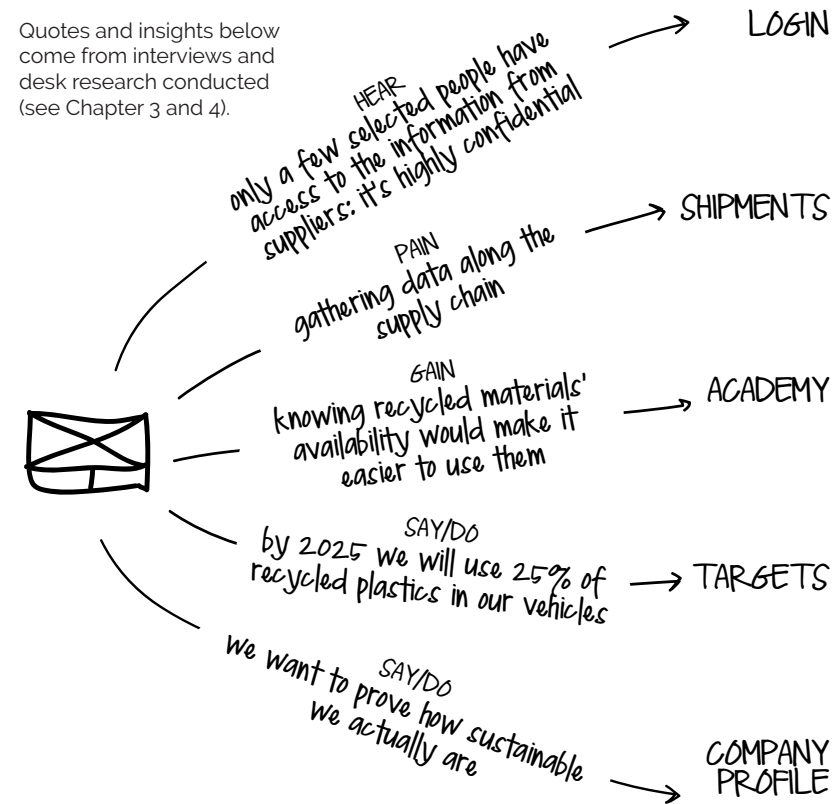 Quotes and insights below
come from interviews and
desk research conducted
(see Chapter 3 and 4).
HEAR
only a few selected people have
access to the information from
suppliers: it's highly confidential
LOGIN
PAIN
gathering data along the
supply chain
SHIPMENTS
GAIN
knowing recycled materials'
availability would make it
easier to use them
ACADEMY
SAY/DO
by 2025 we will use 25% of
recycled plastics in our vehicles
TARGETS
SAY/DO
we want to prove how sustainable
we actually are
COMPANY
PROFILE